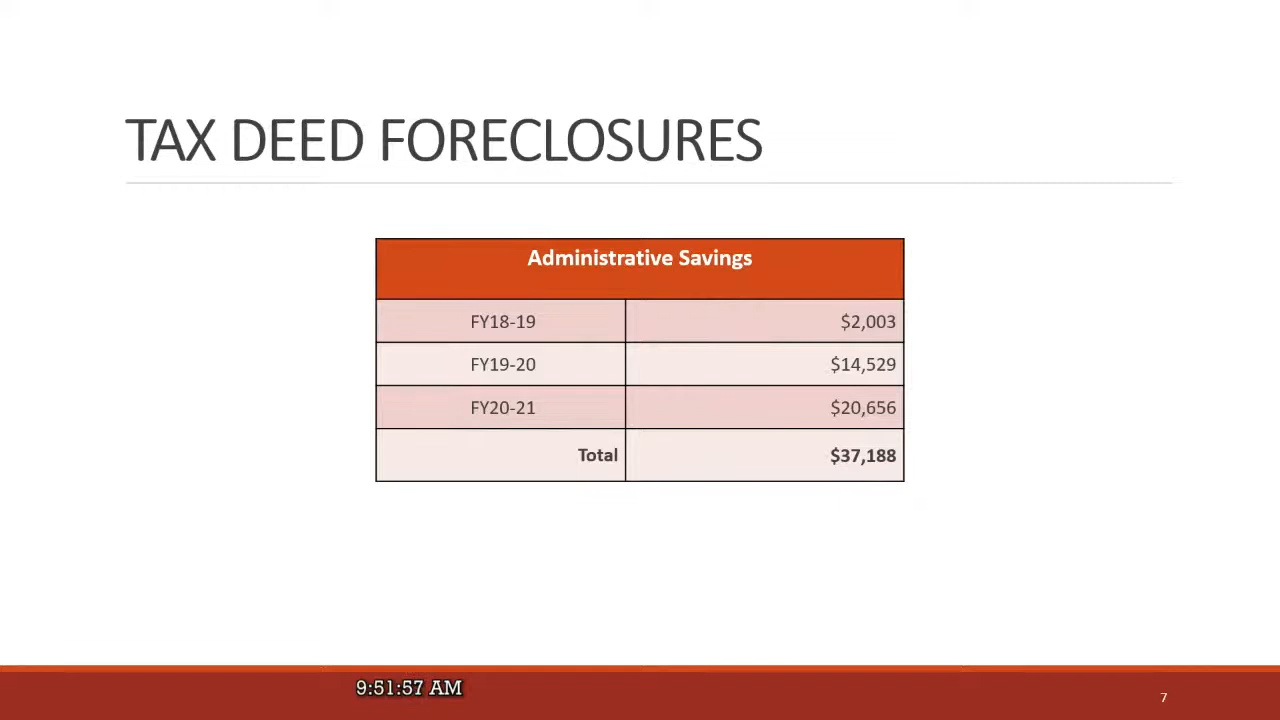 TAX DEED FORECLOSURES
Administrative Savings
FY18-19 $2,003
FY19-20 $14,529
FY20-21 $20,656
Total $37,188
9:51:57 AM
7